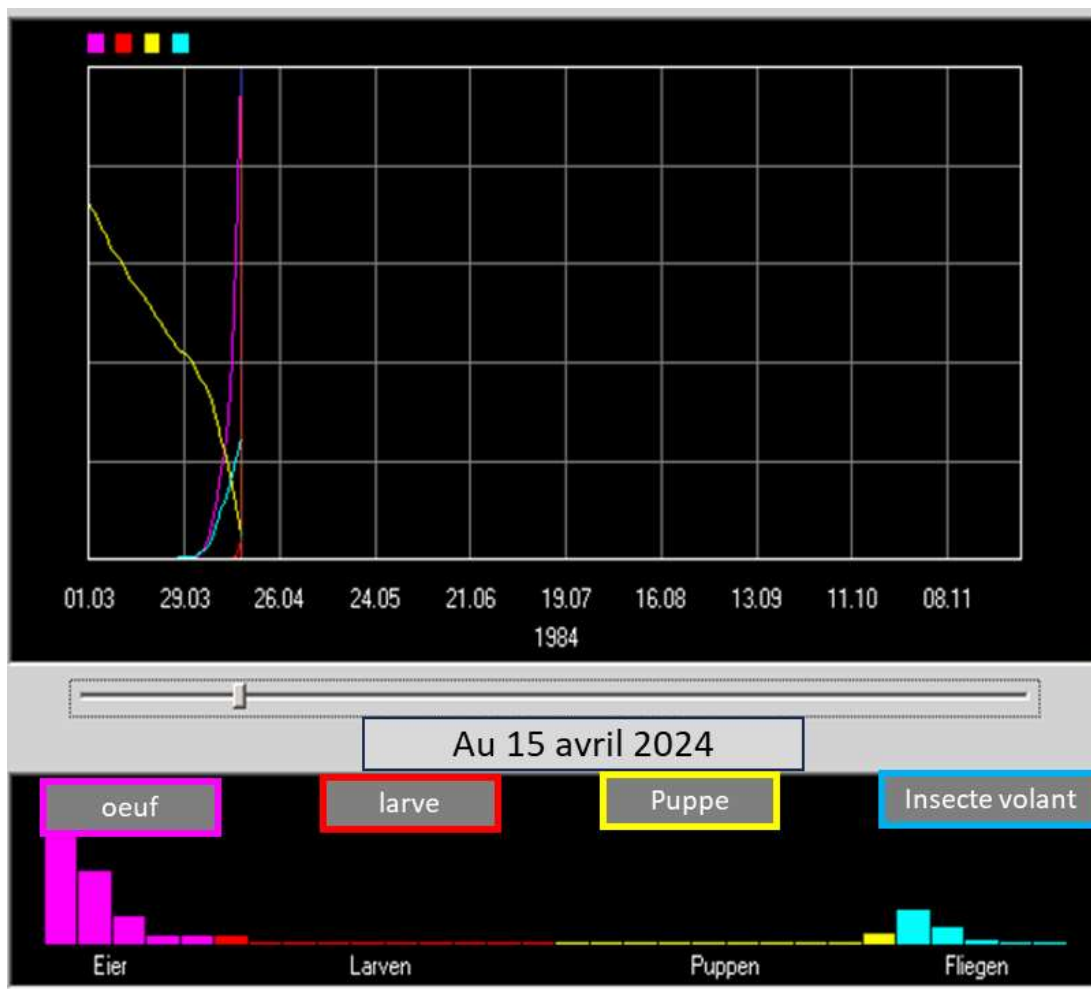 01.03 29.03 26.04 24.05 21.06 19.07 16.08 13.09 11.10 08.11
1984
Au 15 avril 2024
oeuf larve Puppe Insecte volant
Eier Larven Puppen Fliegen